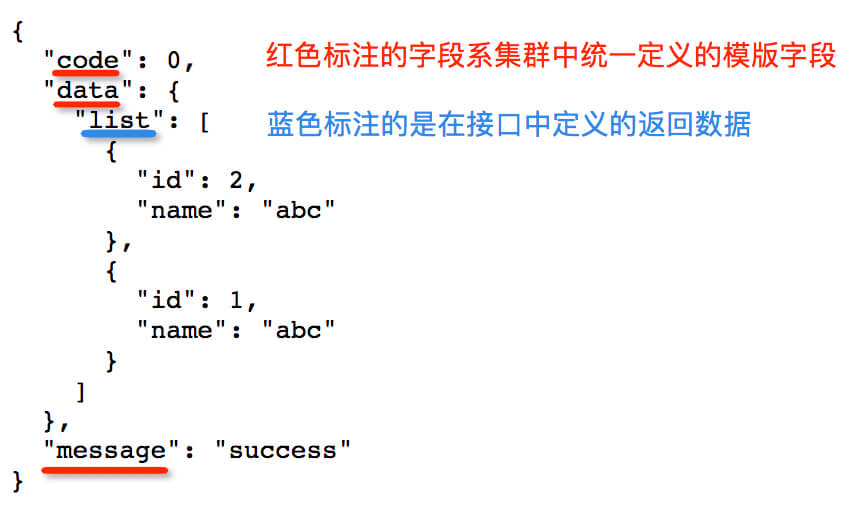 {
"code": 0, 红色标注的字段系集群中统一定义的模版字段
"data": {
"list": [ 蓝色标注的是在接口中定义的返回数据
{
"id": 2,
"name": "abc"
},
{
"id": 1,
"name": "abc"
}
]
},
"message": "success"
}